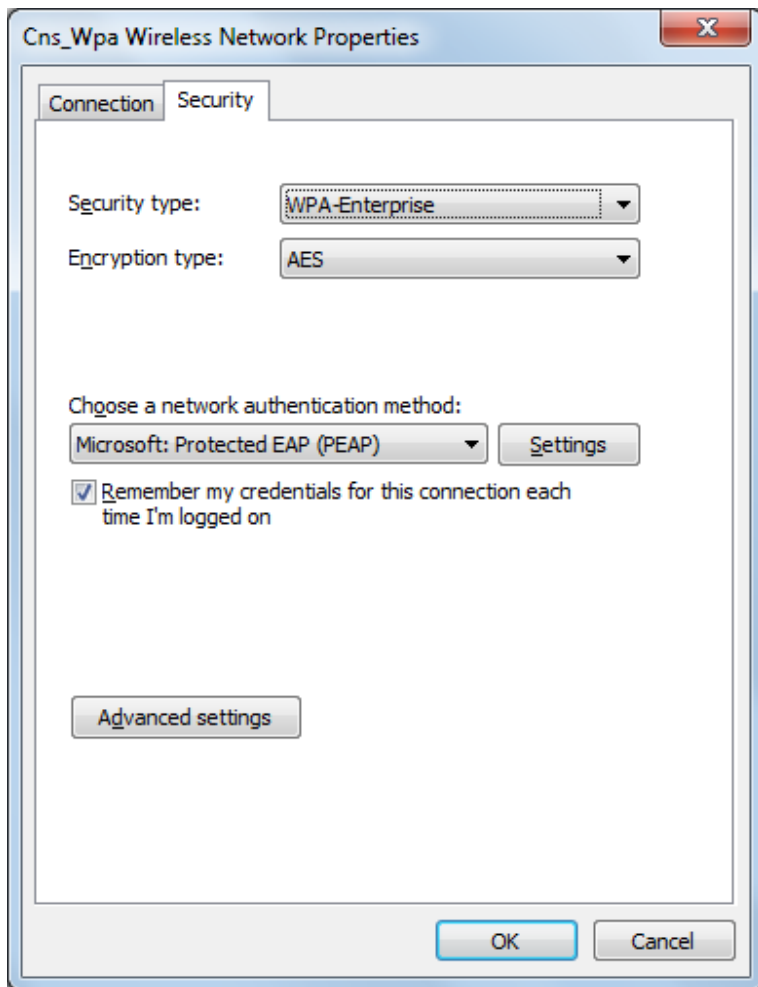 Cns_Wpa Wireless Network Properties
X
Connection Security
Security type: WPA-Enterprise
Encryption type: AES
Choose a network authentication method:
Microsoft: Protected EAP (PEAP) Settings
Remember my credentials for this connection each
time I'm logged on
Advanced settings
OK Cancel